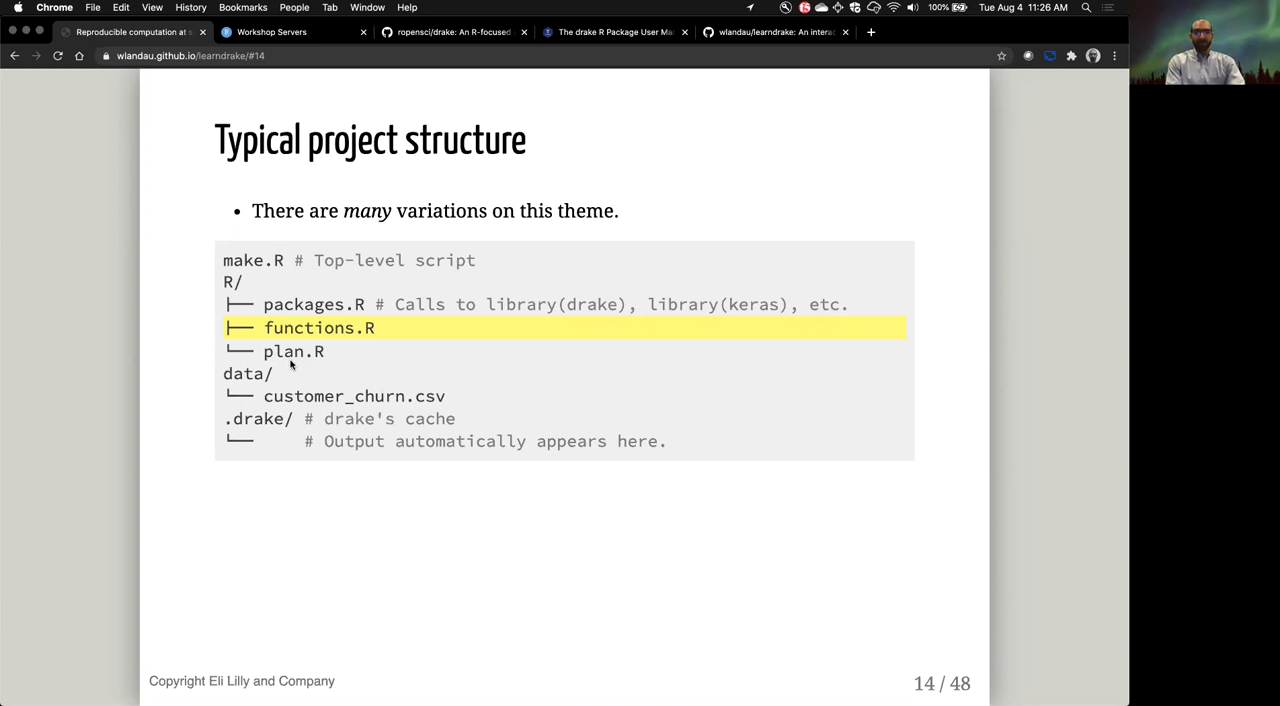 Chrome File Edit View History Bookmarks People Tab Window Help 100% Tue Aug 4 11:26 AM
Reproducible computation at s Workshop Servers ropensci/drake: An R-focused The drake R Package User Ma wlandau/learndrake: An interac
wlandau.github.io/learndrake/#14
Typical project structure
• There are many variations on this theme.
make.R # Top-level script
R/
├── packages.R # Calls to library(drake), library(keras), etc.
├── functions.R
└── plan.R
data/
└── customer_churn.csv
.drake/ # drake's cache
└── # Output automatically appears here.
Copyright Eli Lilly and Company
14 / 48